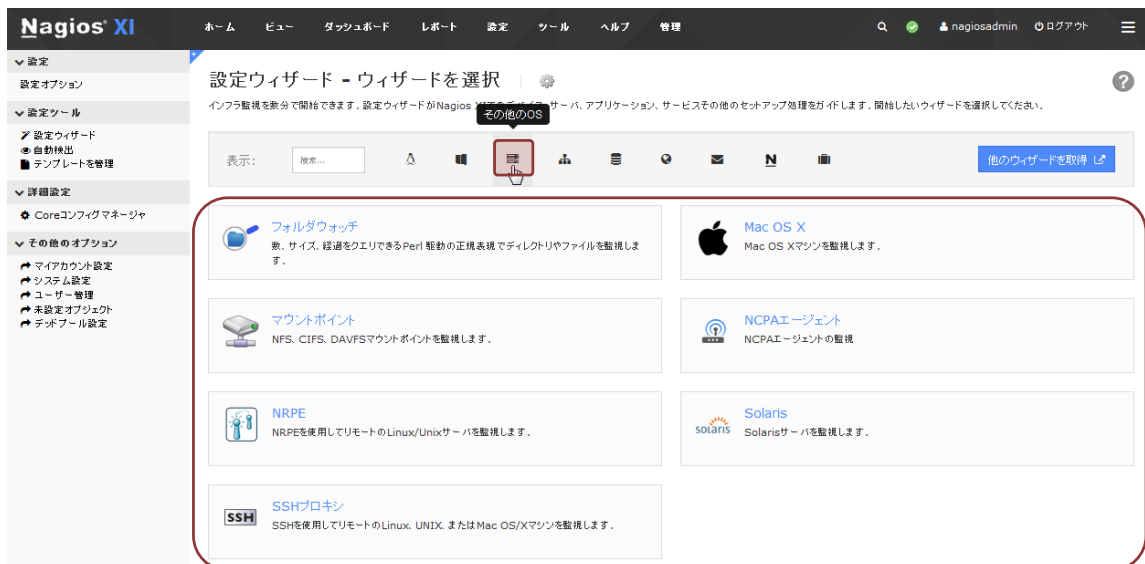 Nagios XI ホーム ビュー ダッシュボード レポート 設定 ツール ヘルプ 管理 nagiosadmin ログアウト
設定
設定オプション
設定ツール
設定ウィザード
自動検出
テンプレートを管理
詳細設定
Coreコンフィグマネージャ
その他のオプション
マイアカウント設定
システム設定
ユーザー管理
未設定オブジェクト
デッドプール設定
設定ウィザード - ウィザードを選択
インフラ監視を数分で開始できます. 設定ウィザードがNagios サーバ、アプリケーション、サービスその他のセットアップ処理をガイドします. 開始したいウィザードを選択してください.
その他のOS
表示: 検索... N 他のウィザードを取得
フォルダウォッチ
数、サイズ、経過をクエリできるPerl 駆動の正規表現でディレクトリやファイルを監視しま
す.
Mac OS X
Mac OS Xマシンを監視します.
マウントポイント
NFS、CIFS、DAVFSマウントポイントを監視します.
NCPAエージェント
NCPAエージェントの監視
NRPE
NRPEを使用してリモートのLinux/Unixサーバを監視します.
solaris
Solaris
Solarisサーバを監視します.
SSH
SSHプロキシ
SSHを使用してリモートのLinux、UNIX、またはMac OS/Xマシンを監視します.